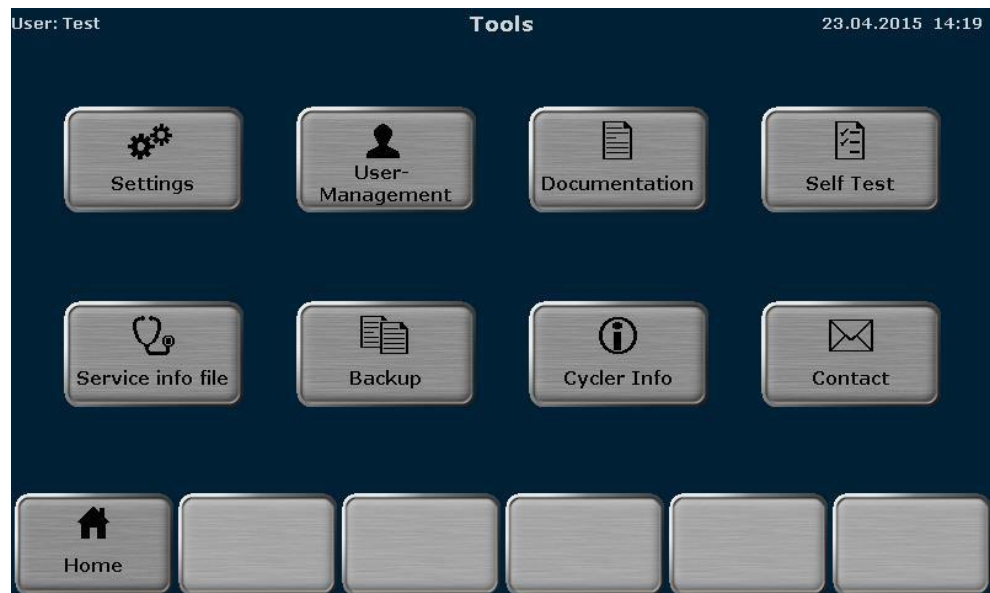 User: Test
Tools
23.04.2015 14:19
Settings
User-
Management
Documentation
Self Test
Service info file
Backup
Cycler Info
Contact
Home